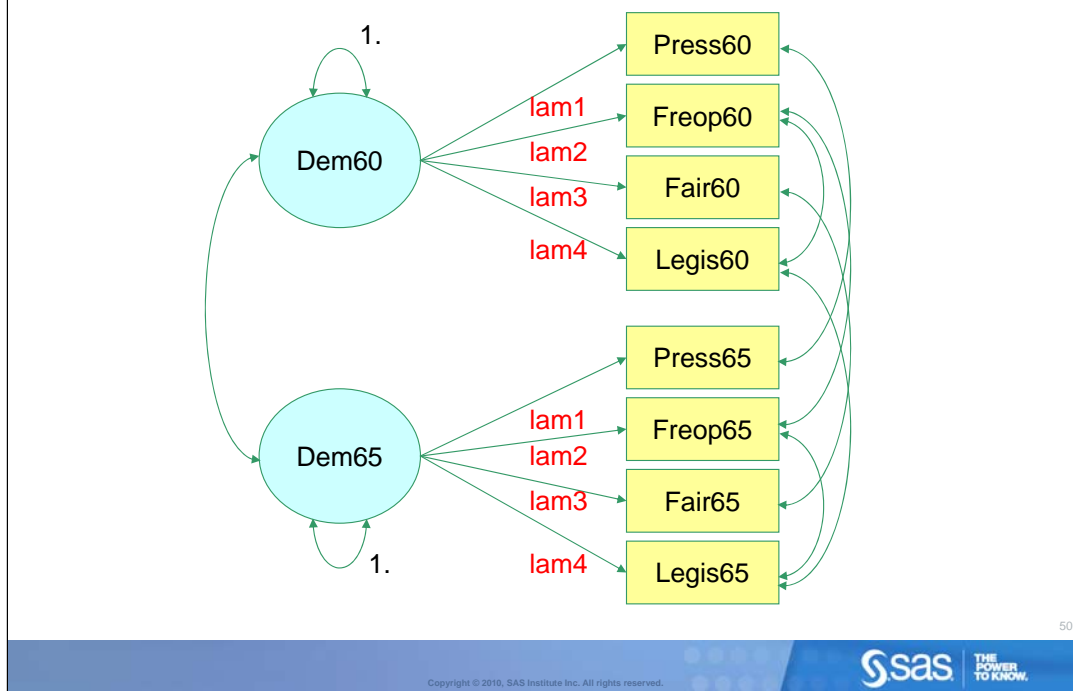 1.
Press60
lam1
Freop60
Dem60
lam2
Fair60
lam3
lam4
Legis60
Press65
lam1
Freop65
Dem65
lam2
lam3
Fair65
1.
lam4
Legis65
50
Copyright © 2010, SAS Institute Inc. All rights reserved.
sas
THE
POWER
TO KNOW.